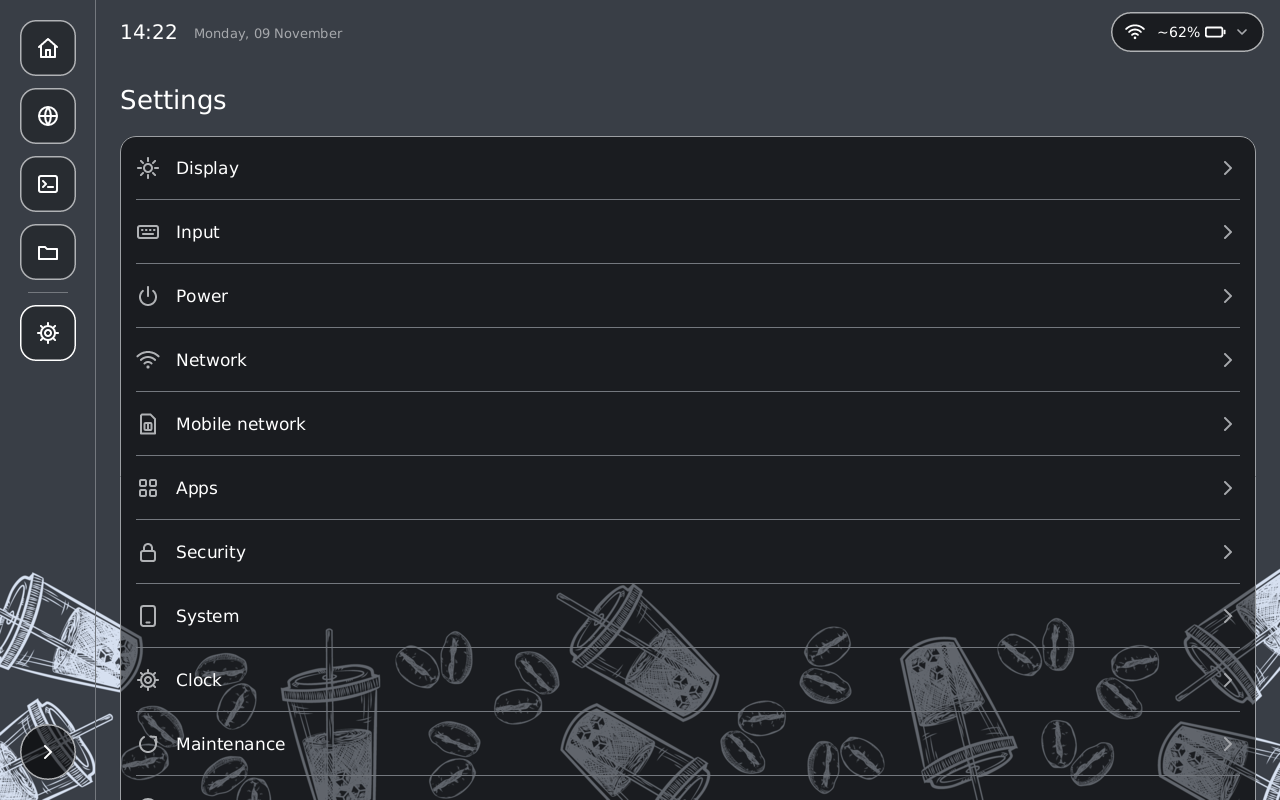 14:22 Monday, 09 November ~62%
Settings
Display
Input
Power
Network
Mobile network
Apps
Security
System
Clock
Maintenance